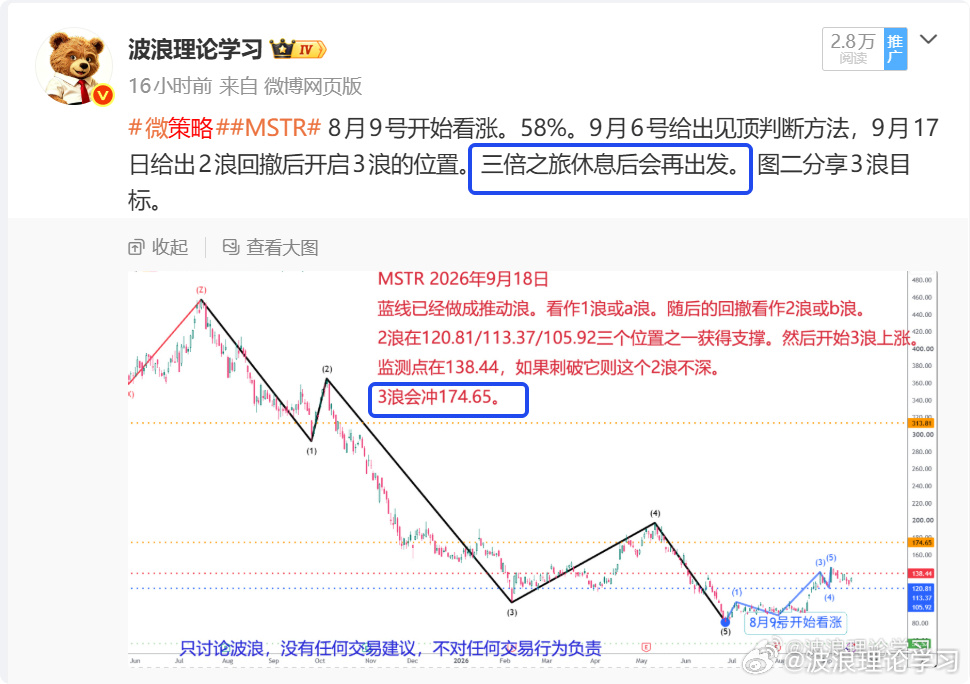 波浪理论学习 IV
2.8万
阅读
推广
16小时前 来自 微博网页版
#微策略##MSTR# 8月9号开始看涨。58%。9月6号给出见顶判断方法，9月17
日给出2浪回撤后开启3浪的位置。三倍之旅休息后会再出发。图二分享3浪目
标。
收起
查看大图
MSTR 2026年9月18日
蓝线已经做成推动浪。看作1浪或a浪。随后的回撤看作2浪或b浪。
2浪在120.81/113.37/105.92三个位置之一获得支撑。然后开始3浪上涨。
监测点在138.44，如果刺破它则这个2浪不深。
3浪会冲174.65。
480.00
460.00
440.00
420.00
400.00
380.00
360.00
340.00
320.00
313.81
300.00
280.00
260.00
240.00
220.00
200.00
174.65
160.00
138.44
120.81
113.37
105.92
80.00
(Z)
(1)
(2)
(3)
(4)
(5)
(1)
(3)
(5)
(4)
8月9号开始看涨
只讨论波浪，没有任何交易建议，不对任何交易行为负责
Jun Jul Aug Sep Oct Nov Dec 2026 Feb Mar Apr May Jun Jul
@波浪理论学习